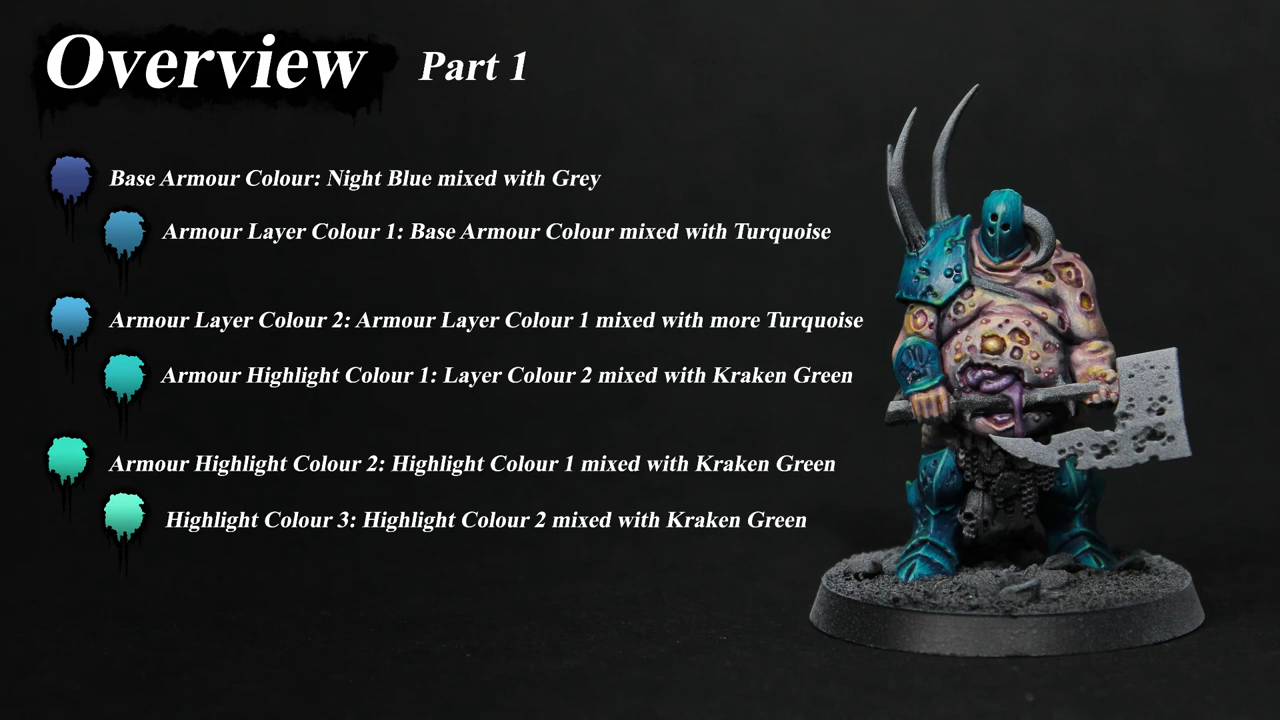 Overview Part 1
Base Armour Colour: Night Blue mixed with Grey
Armour Layer Colour 1: Base Armour Colour mixed with Turquoise
Armour Layer Colour 2: Armour Layer Colour 1 mixed with more Turquoise
Armour Highlight Colour 1: Layer Colour 2 mixed with Kraken Green
Armour Highlight Colour 2: Highlight Colour 1 mixed with Kraken Green
Highlight Colour 3: Highlight Colour 2 mixed with Kraken Green